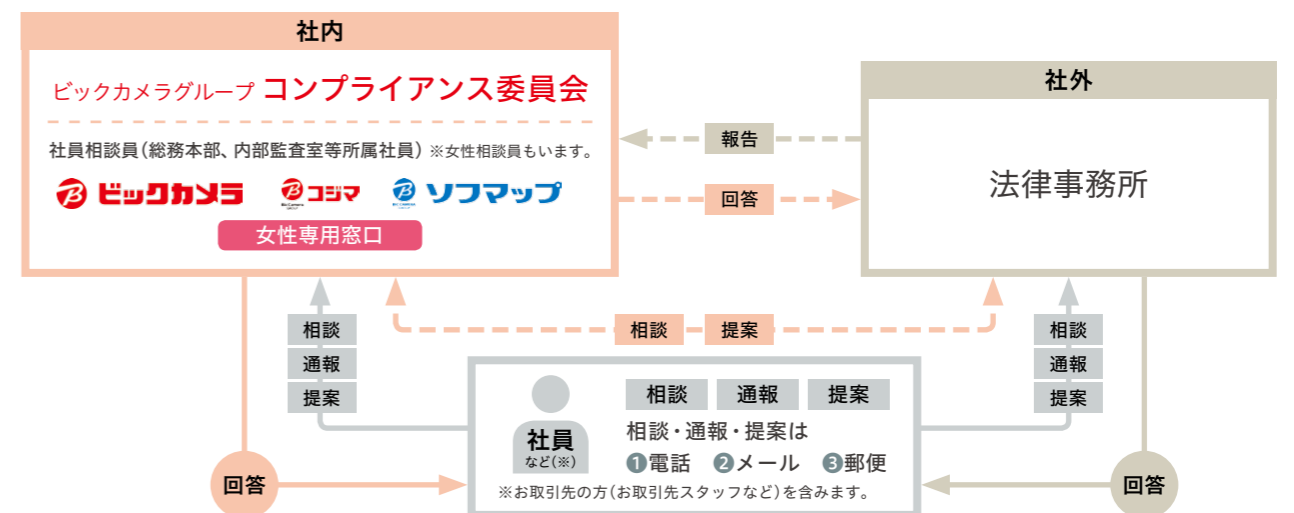 社内
ビックカメラグループ コンプライアンス委員会
社員相談員(総務本部、内部監査室等所属社員) ※女性相談員もいます。
ビックカメラ コジマ ソフマップ
女性専用窓口
社外
法律事務所
報告
回答
相談
通報
提案
相談 提案
相談
通報
提案
社員
など(※)
相談 通報 提案
相談・通報・提案は
❶電話 ❷メール ❸郵便
※お取引先の方(お取引先スタッフなど)を含みます。
回答
回答